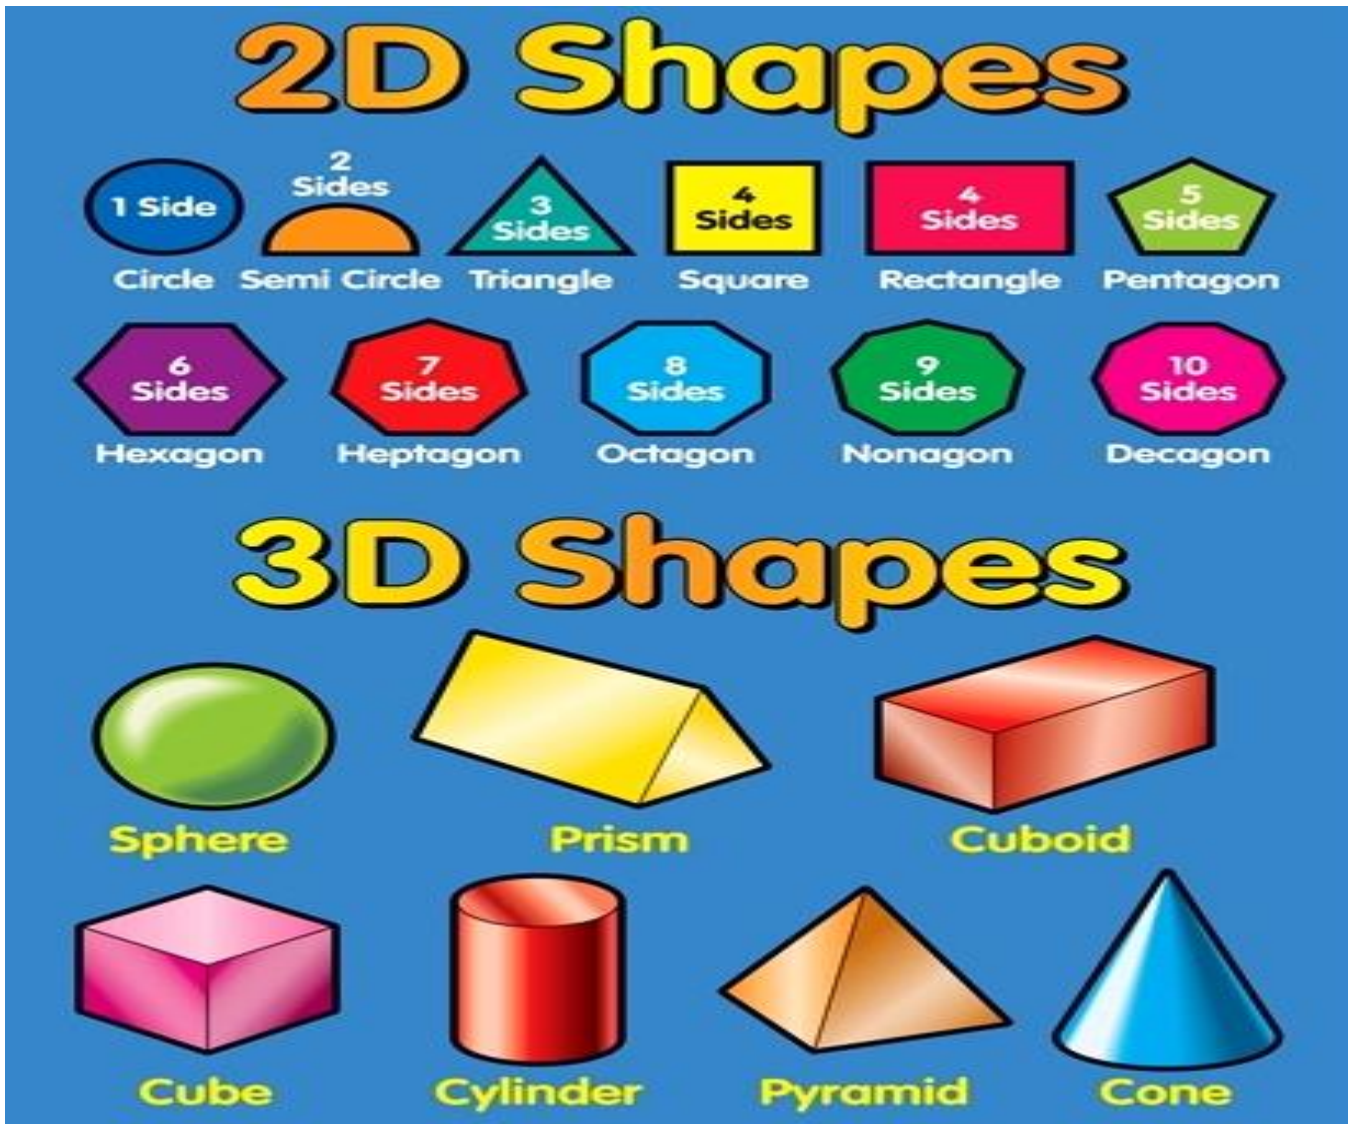 2D Shapes
1 Side
2
Sides
3
Sides
4
Sides
4
Sides
5
Sides
Circle Semi Circle Triangle Square Rectangle Pentagon
6
Sides
7
Sides
8
Sides
9
Sides
10
Sides
Hexagon Heptagon Octagon Nonagon Decagon
3D Shapes
Sphere Prism Cuboid
Cube Cylinder Pyramid Cone